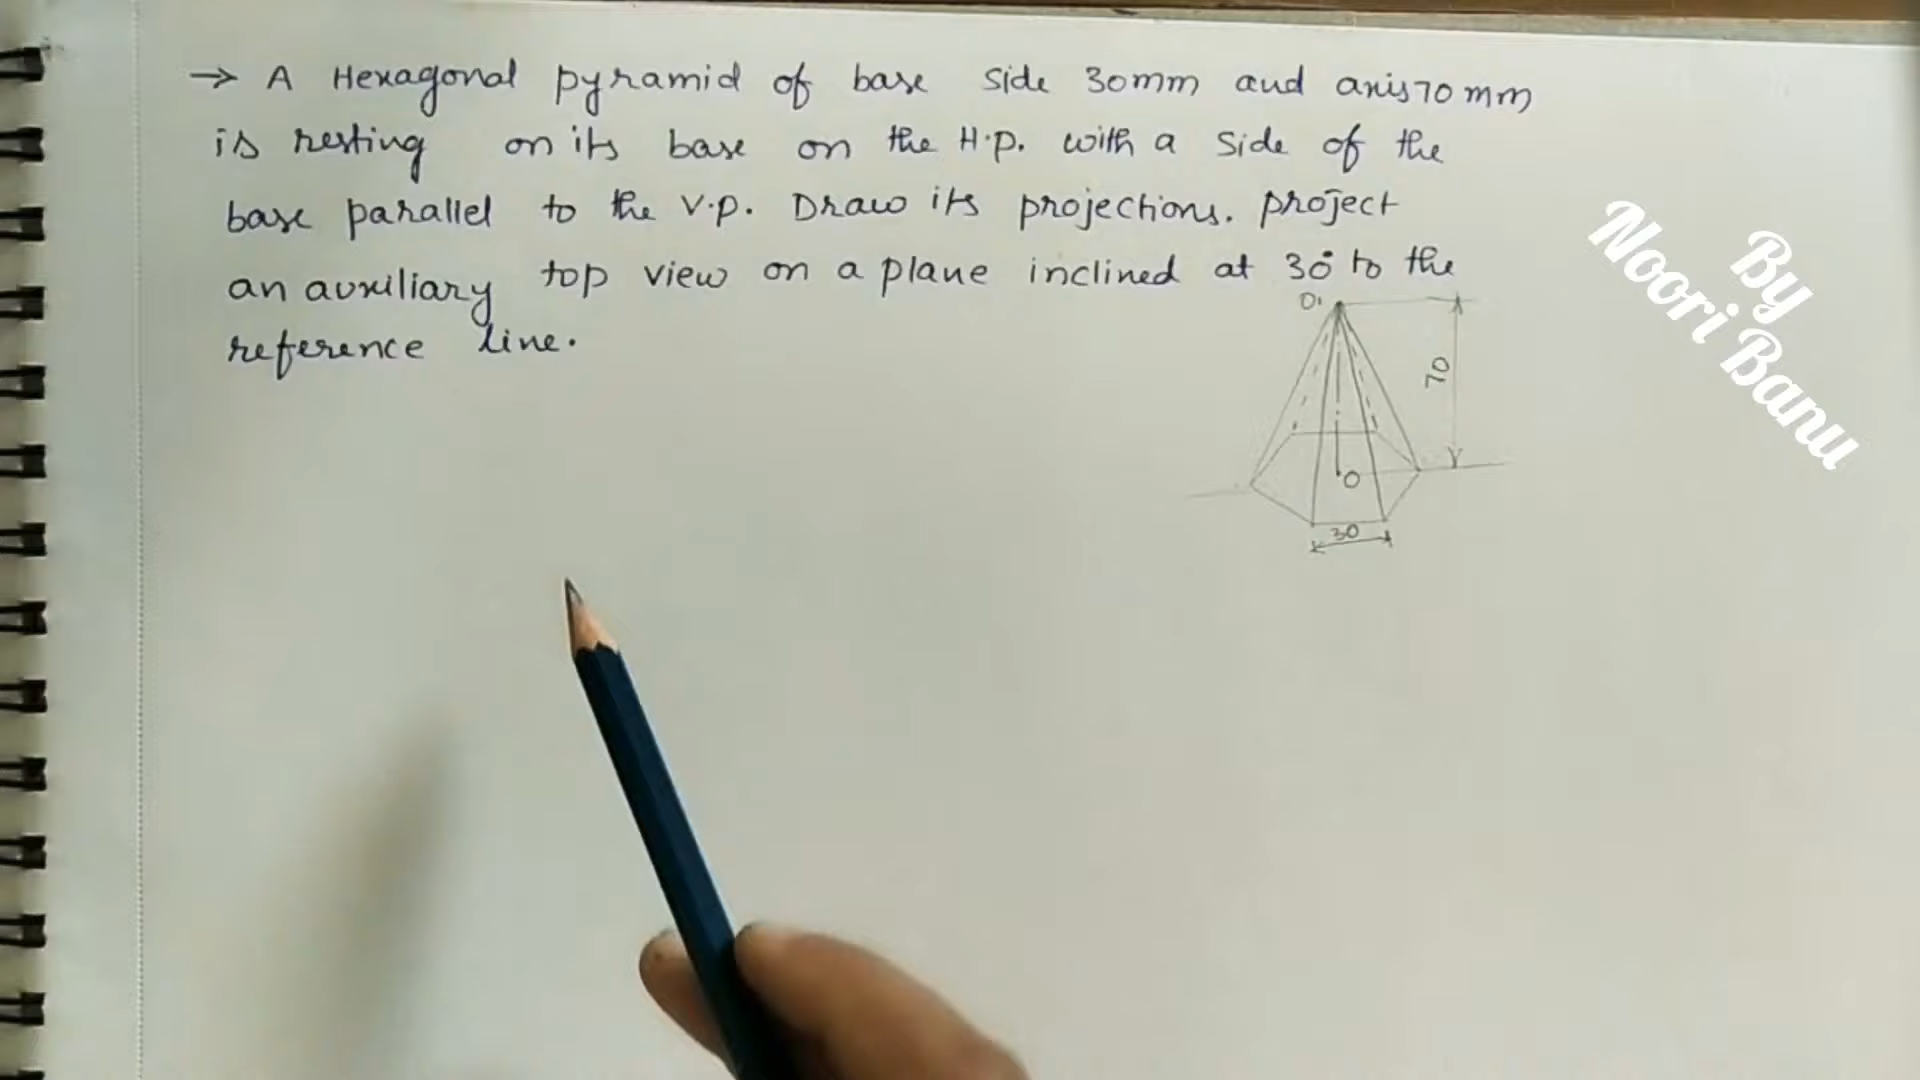 → A Hexagonal pyramid of base side 30mm and axis 70 mm
is resting on its base on the H.p. with a side of the
base parallel to the V.p. Draw its projections. project
an auxiliary top view on a plane inclined at 30° to the
reference line.
O1
70
O
30
By
Noori Banu